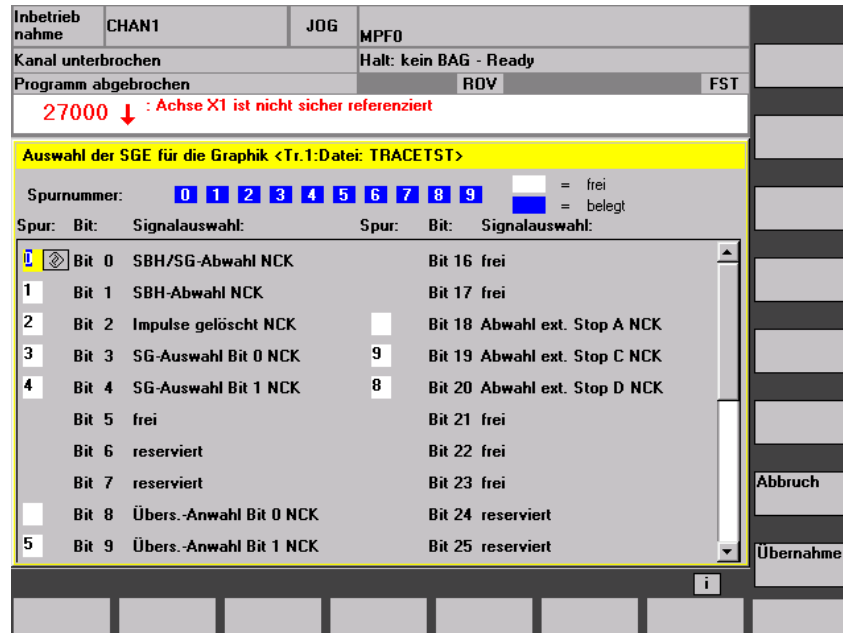 Inbetrieb
nahme
CHAN1
JOG
MPF0
Kanal unterbrochen
Halt: kein BAG - Ready
Programm abgebrochen
ROV
FST
27000 ↓ : Achse X1 ist nicht sicher referenziert
Auswahl der SGE für die Graphik <Tr.1:Datei: TRACETST>
Spurnummer: 0 1 2 3 4 5 6 7 8 9
= frei
= belegt
Spur: Bit: Signalauswahl: Spur: Bit: Signalauswahl:
0 Bit 0 SBH/SG-Abwahl NCK Bit 16 frei
1 Bit 1 SBH-Abwahl NCK Bit 17 frei
2 Bit 2 Impulse gelöscht NCK Bit 18 Abwahl ext. Stop A NCK
3 Bit 3 SG-Auswahl Bit 0 NCK 9 Bit 19 Abwahl ext. Stop C NCK
4 Bit 4 SG-Auswahl Bit 1 NCK 8 Bit 20 Abwahl ext. Stop D NCK
Bit 5 frei Bit 21 frei
Bit 6 reserviert Bit 22 frei
Bit 7 reserviert Bit 23 frei
Bit 8 Übers.-Anwahl Bit 0 NCK Bit 24 reserviert
5 Bit 9 Übers.-Anwahl Bit 1 NCK Bit 25 reserviert
Abbruch
Übernahme
i